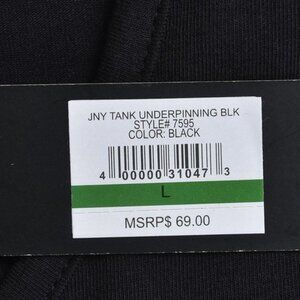 JNY TANK UNDERPINNING BLK
STYLE# 7595
COLOR: BLACK
4 00000 31047 3
L
MSRP$ 69.00